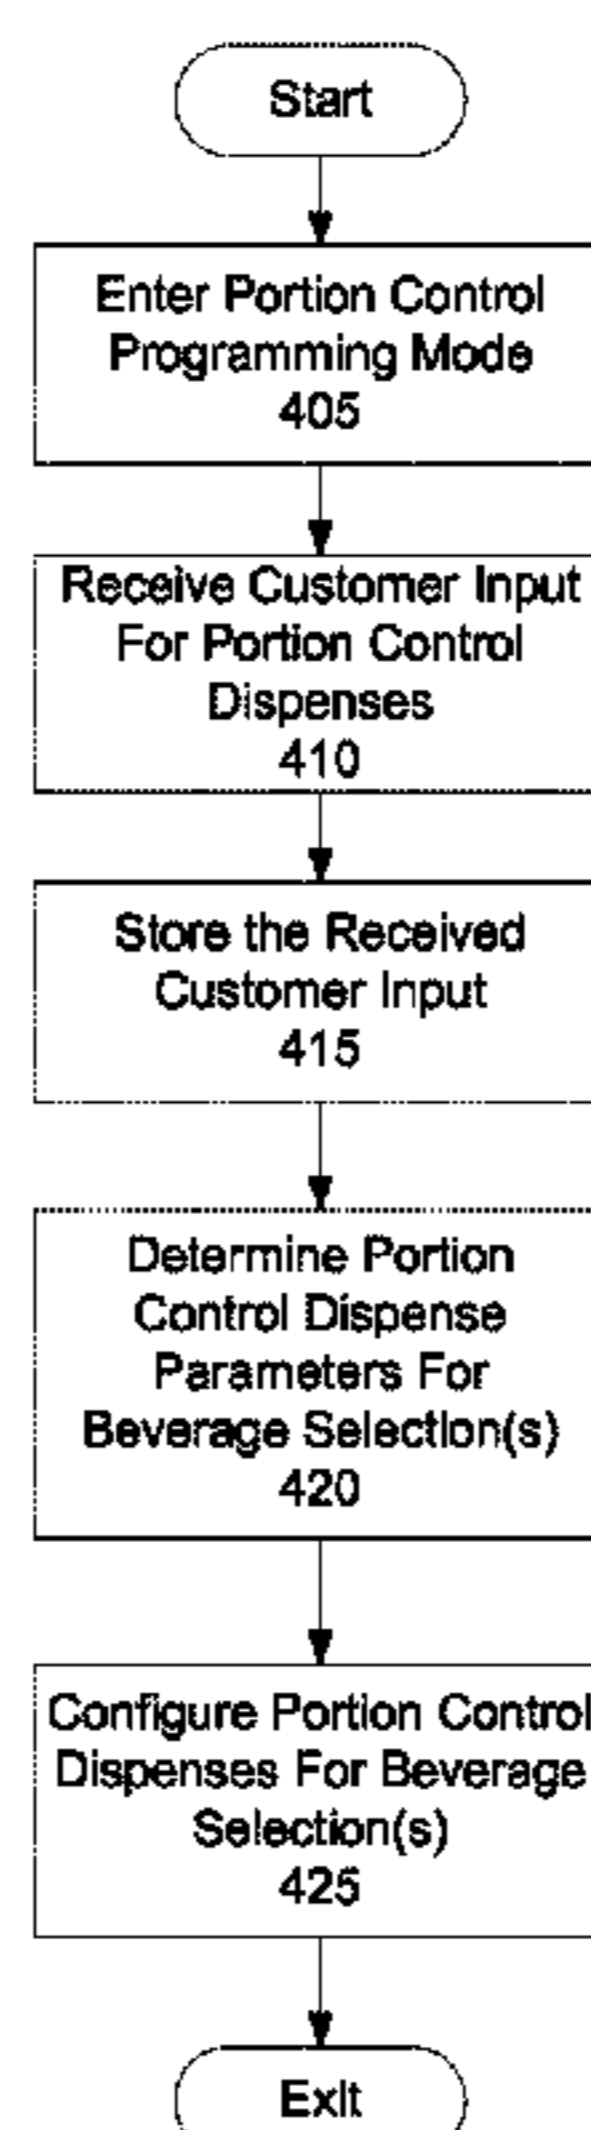 Start
Enter Portion Control
Programming Mode
405
Receive Customer Input
For Portion Control
Dispenses
410
Store the Received
Customer Input
415
Determine Portion
Control Dispense
Parameters For
Beverage Selection(s)
420
Configure Portion Control
Dispenses For Beverage
Selection(s)
425
Exit